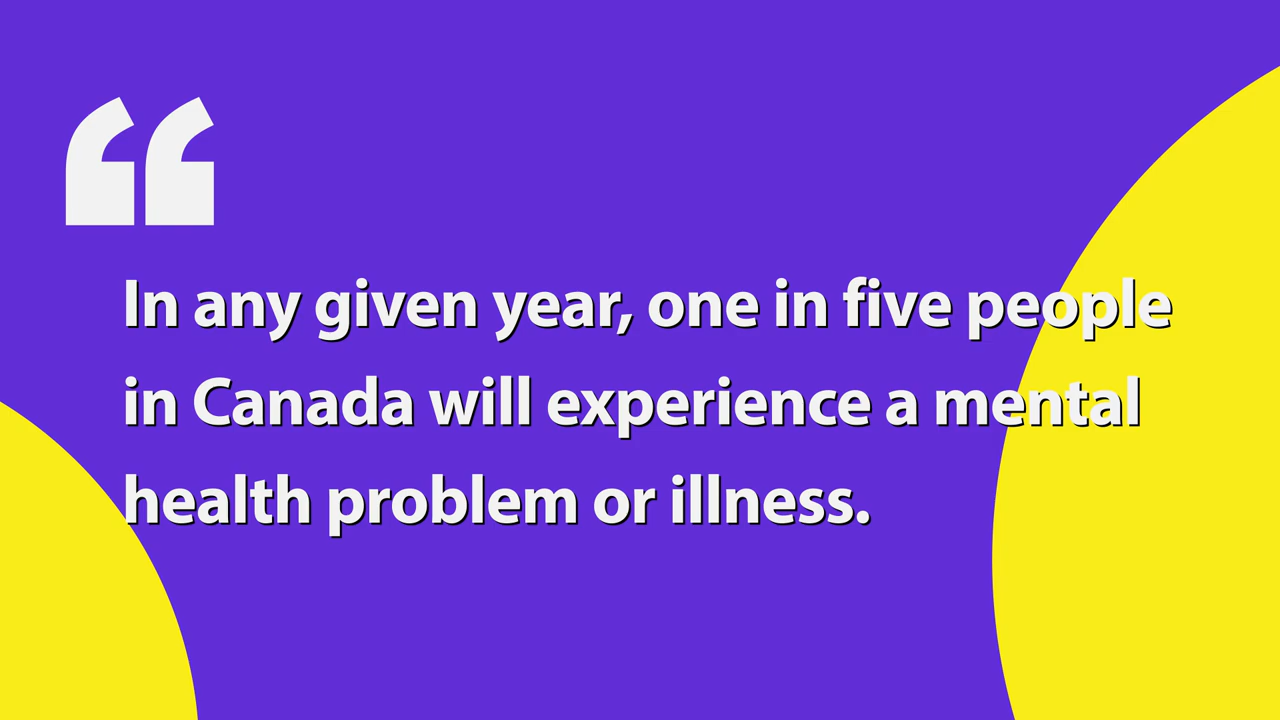 “
In any given year, one in five people
in Canada will experience a mental
health problem or illness.